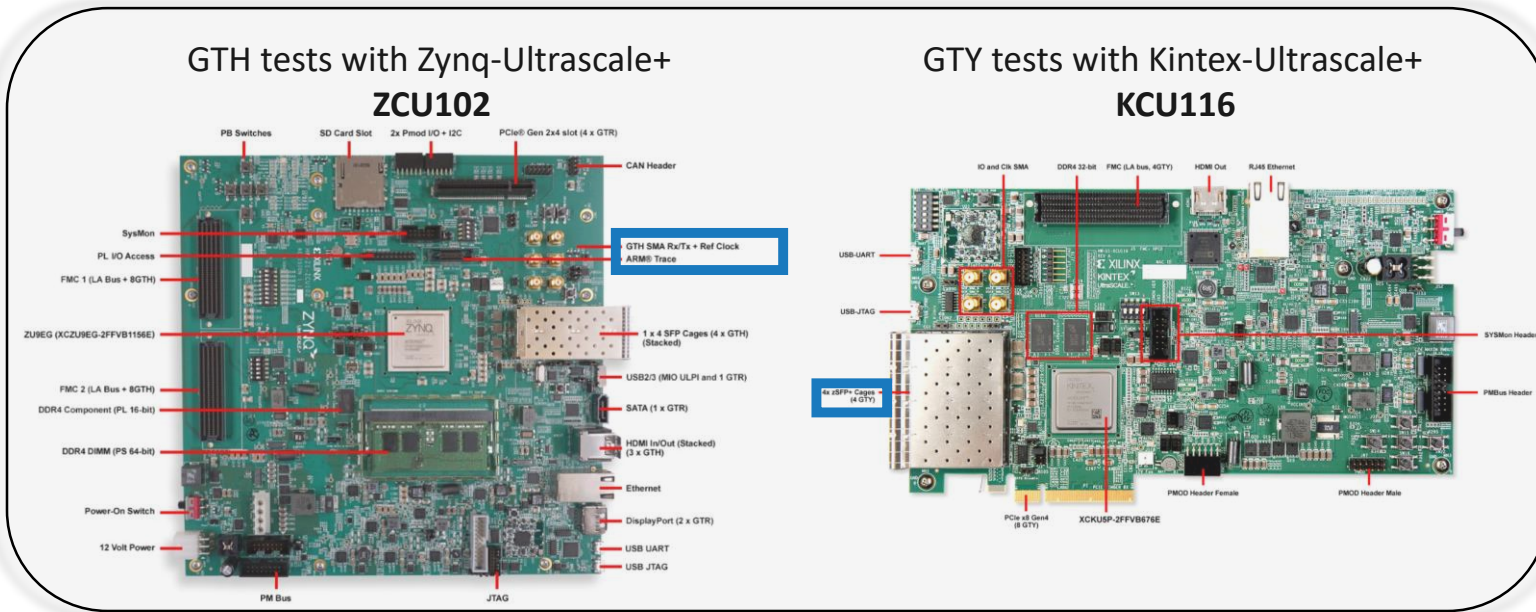 GTH tests with Zynq-Ultrascale+
ZCU102
PB Switches
SD Card Slot
2x Pmod I/O + I2C
PCIe® Gen 2x4 slot (4 x GTR)
CAN Header
SysMon
GTH SMA Rx/Tx + Ref Clock
PL I/O Access
ARM® Trace
FMC 1 (LA Bus + 8GTH)
ZU9EG (XCZU9EG-2FFVB1156E)
1 x 4 SFP Cages (4 x GTH)
(Stacked)
USB2/3 (MIO ULPI and 1 GTR)
FMC 2 (LA Bus + 8GTH)
DDR4 Component (PL 16-bit)
SATA (1 x GTR)
HDMI In/Out (Stacked)
(3 x GTH)
DDR4 DIMM (PS 64-bit)
Ethernet
Power-On Switch
DisplayPort (2 x GTR)
12 Volt Power
USB UART
USB JTAG
PM Bus
JTAG
ZYNQ
XILINX
ZYNQ
GTY tests with Kintex-Ultrascale+
KCU116
IO and Clk SMA
DDR4 32-bit
FMC (LA bus, 4GTY)
HDMI Out
RJ45 Ethernet
USB-UART
USB-JTAG
XILINX
KINTEX
UltraSCALE+
KINTEX
SYSMon Header
4x zSFP+ Cages
(4 GTY)
PMBus Header
PMOD Header Female
PMOD Header Male
PCIe x8 Gen4
(8 GTY)
XCKU5P-2FFVB676E